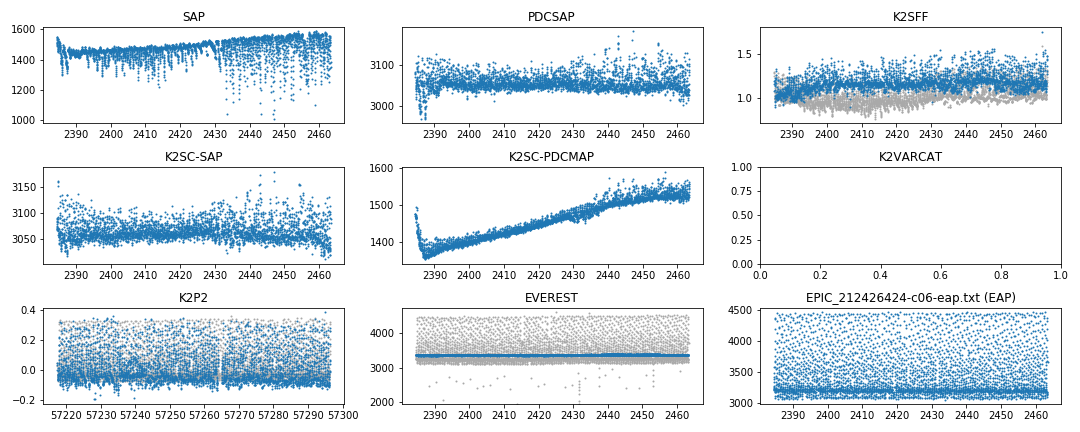 SAP
1600
1400
1200
1000
2390 2400 2410 2420 2430 2440 2450 2460
PDCSAP
3100
3000
2390 2400 2410 2420 2430 2440 2450 2460
K2SFF
1.5
1.0
2390 2400 2410 2420 2430 2440 2450 2460
K2SC-SAP
3150
3100
3050
2390 2400 2410 2420 2430 2440 2450 2460
K2SC-PDCMAP
1600
1500
1400
2390 2400 2410 2420 2430 2440 2450 2460
K2VARCAT
1.00
0.75
0.50
0.25
0.00
0.0 0.2 0.4 0.6 0.8 1.0
K2P2
0.4
0.2
0.0
−0.2
57220 57230 57240 57250 57260 57270 57280 57290 57300
EVEREST
4000
3000
2000
2390 2400 2410 2420 2430 2440 2450 2460
EPIC_212426424-c06-eap.txt (EAP)
4500
4000
3500
3000
2390 2400 2410 2420 2430 2440 2450 2460